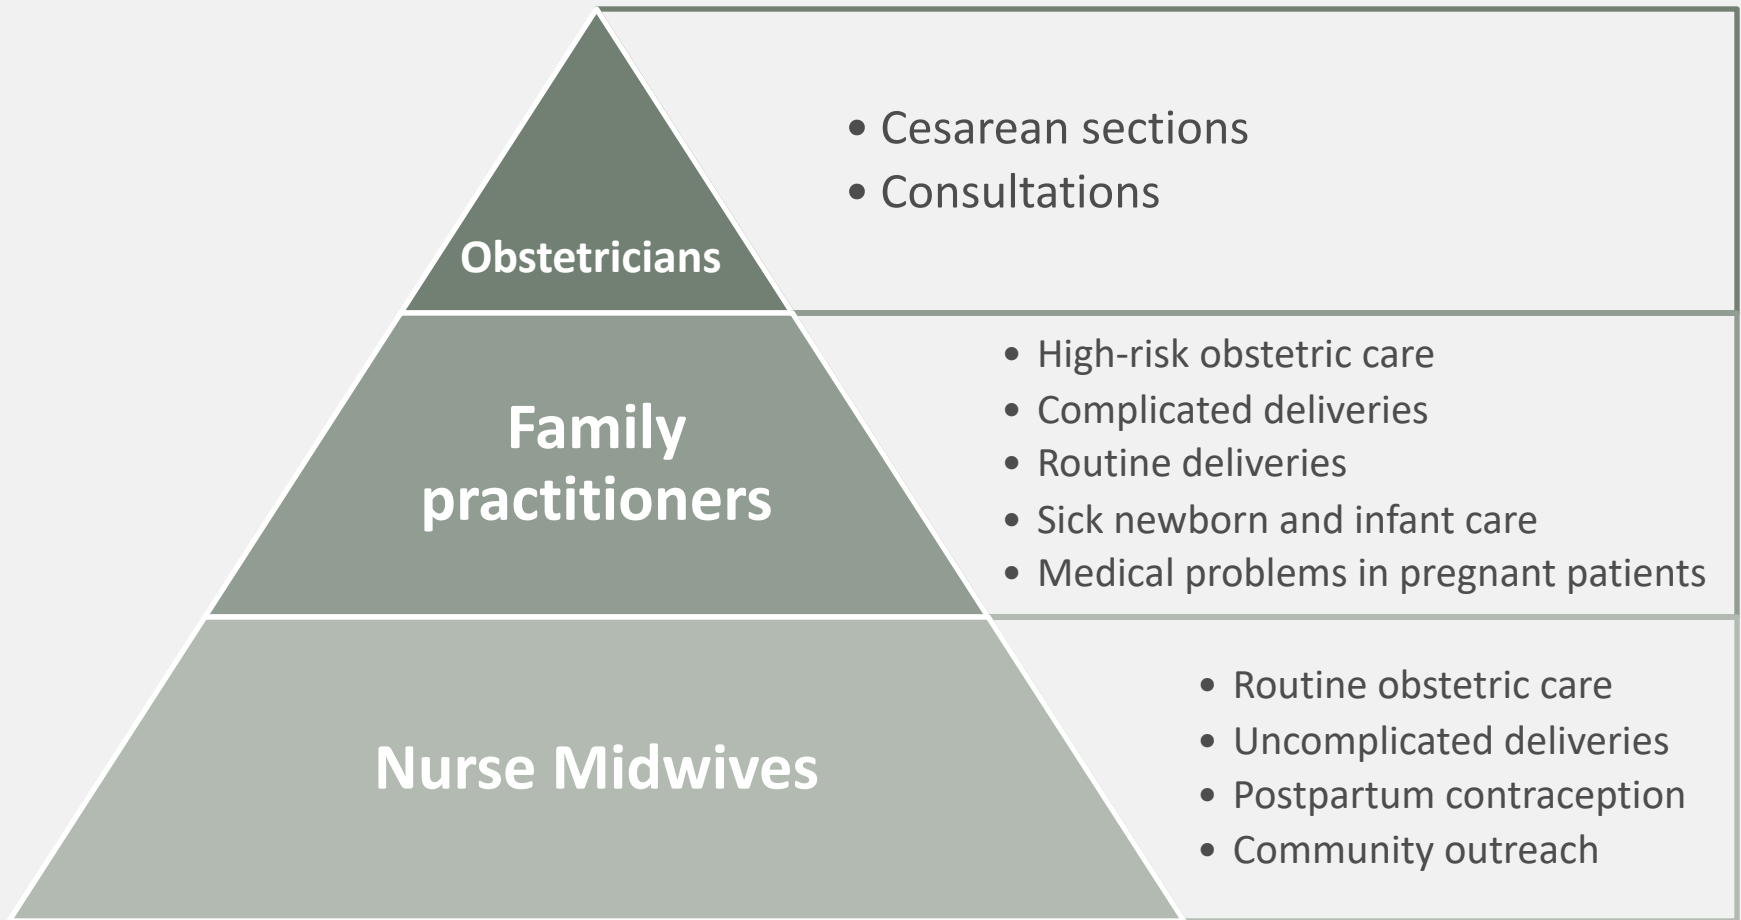 Obstetricians
• Cesarean sections
• Consultations
Family
practitioners
• High-risk obstetric care
• Complicated deliveries
• Routine deliveries
• Sick newborn and infant care
• Medical problems in pregnant patients
Nurse Midwives
• Routine obstetric care
• Uncomplicated deliveries
• Postpartum contraception
• Community outreach